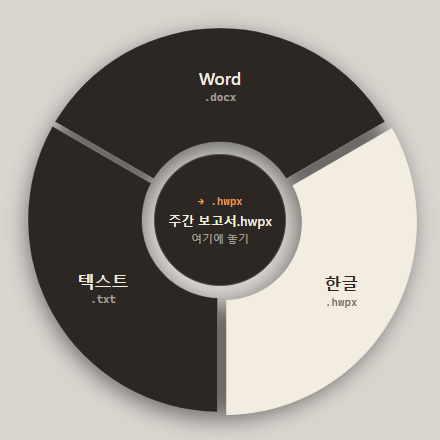 Word
.docx
→ .hwpx
주간 보고서.hwpx
여기에 놓기
텍스트
.txt
한글
.hwpx